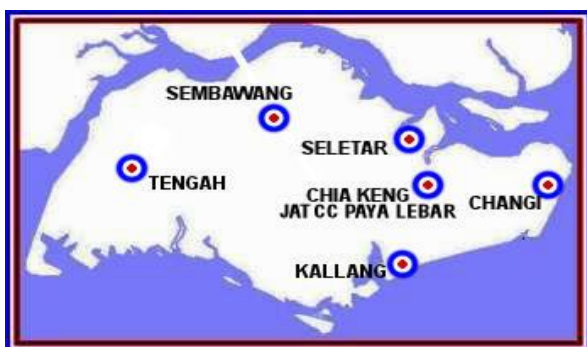 SEMBAWANG
SELETAR
TENGAH
CHIA KENG
JAT CC PAYA LEBAR
CHANGI
KALLANG